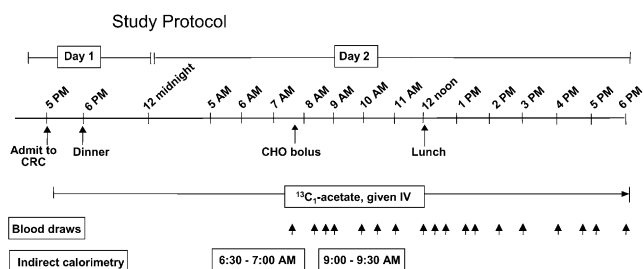 Study Protocol
Day 1
Day 2
5 PM
6 PM
12 midnight
5 AM
6 AM
7 AM
8 AM
9 AM
10 AM
11 AM
12 noon
1 PM
2 PM
3 PM
4 PM
5 PM
6 PM
Admit to
CRC
Dinner
CHO bolus
Lunch
¹³C₁-acetate, given IV
Blood draws
Indirect calorimetry
6:30 - 7:00 AM
9:00 - 9:30 AM